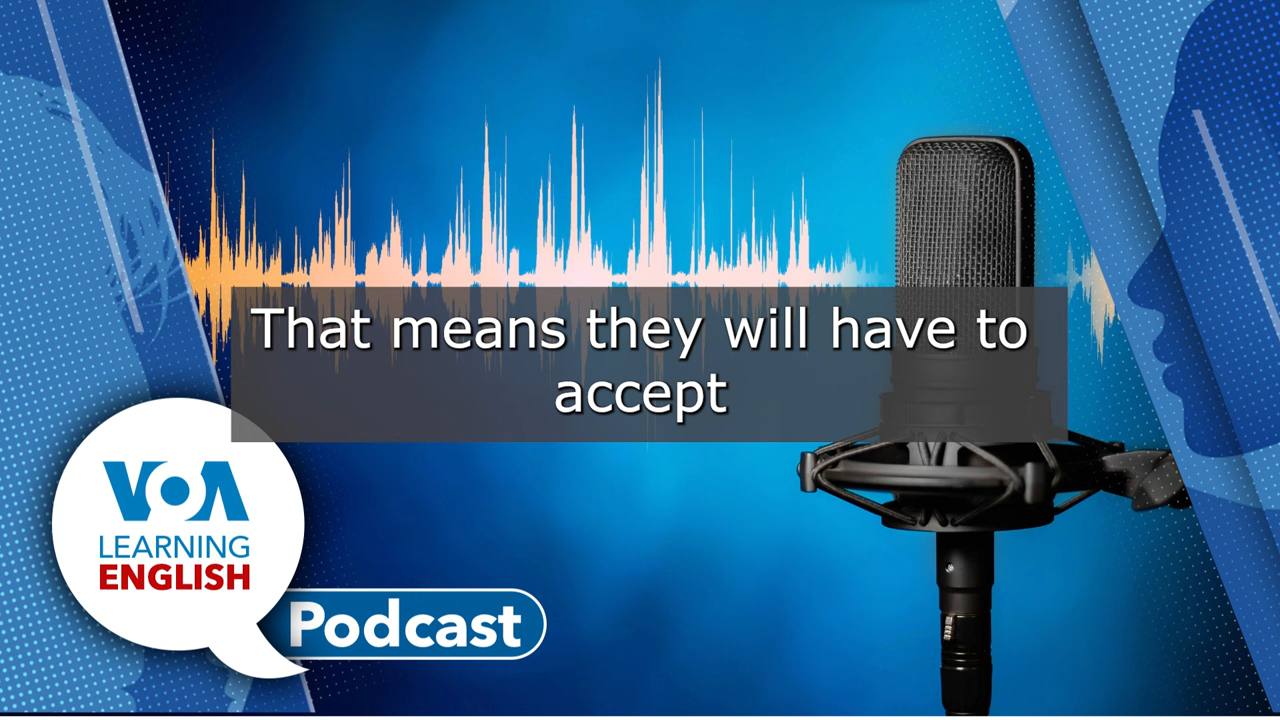 That means they will have to
accept
VOA
LEARNING
ENGLISH
Podcast